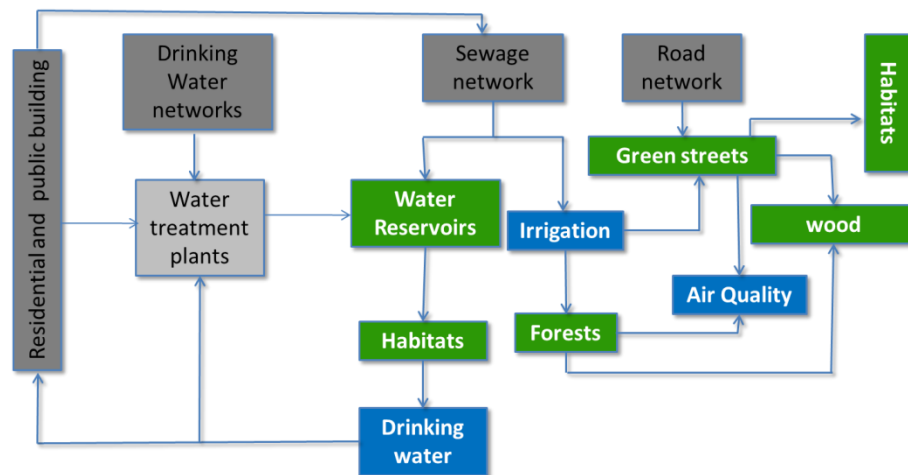 Residential and public building
Drinking
Water
networks
Sewage
network
Road
network
Habitats
Green streets
Water
treatment
plants
Water
Reservoirs
Irrigation
wood
Air Quality
Habitats
Forests
Drinking
water